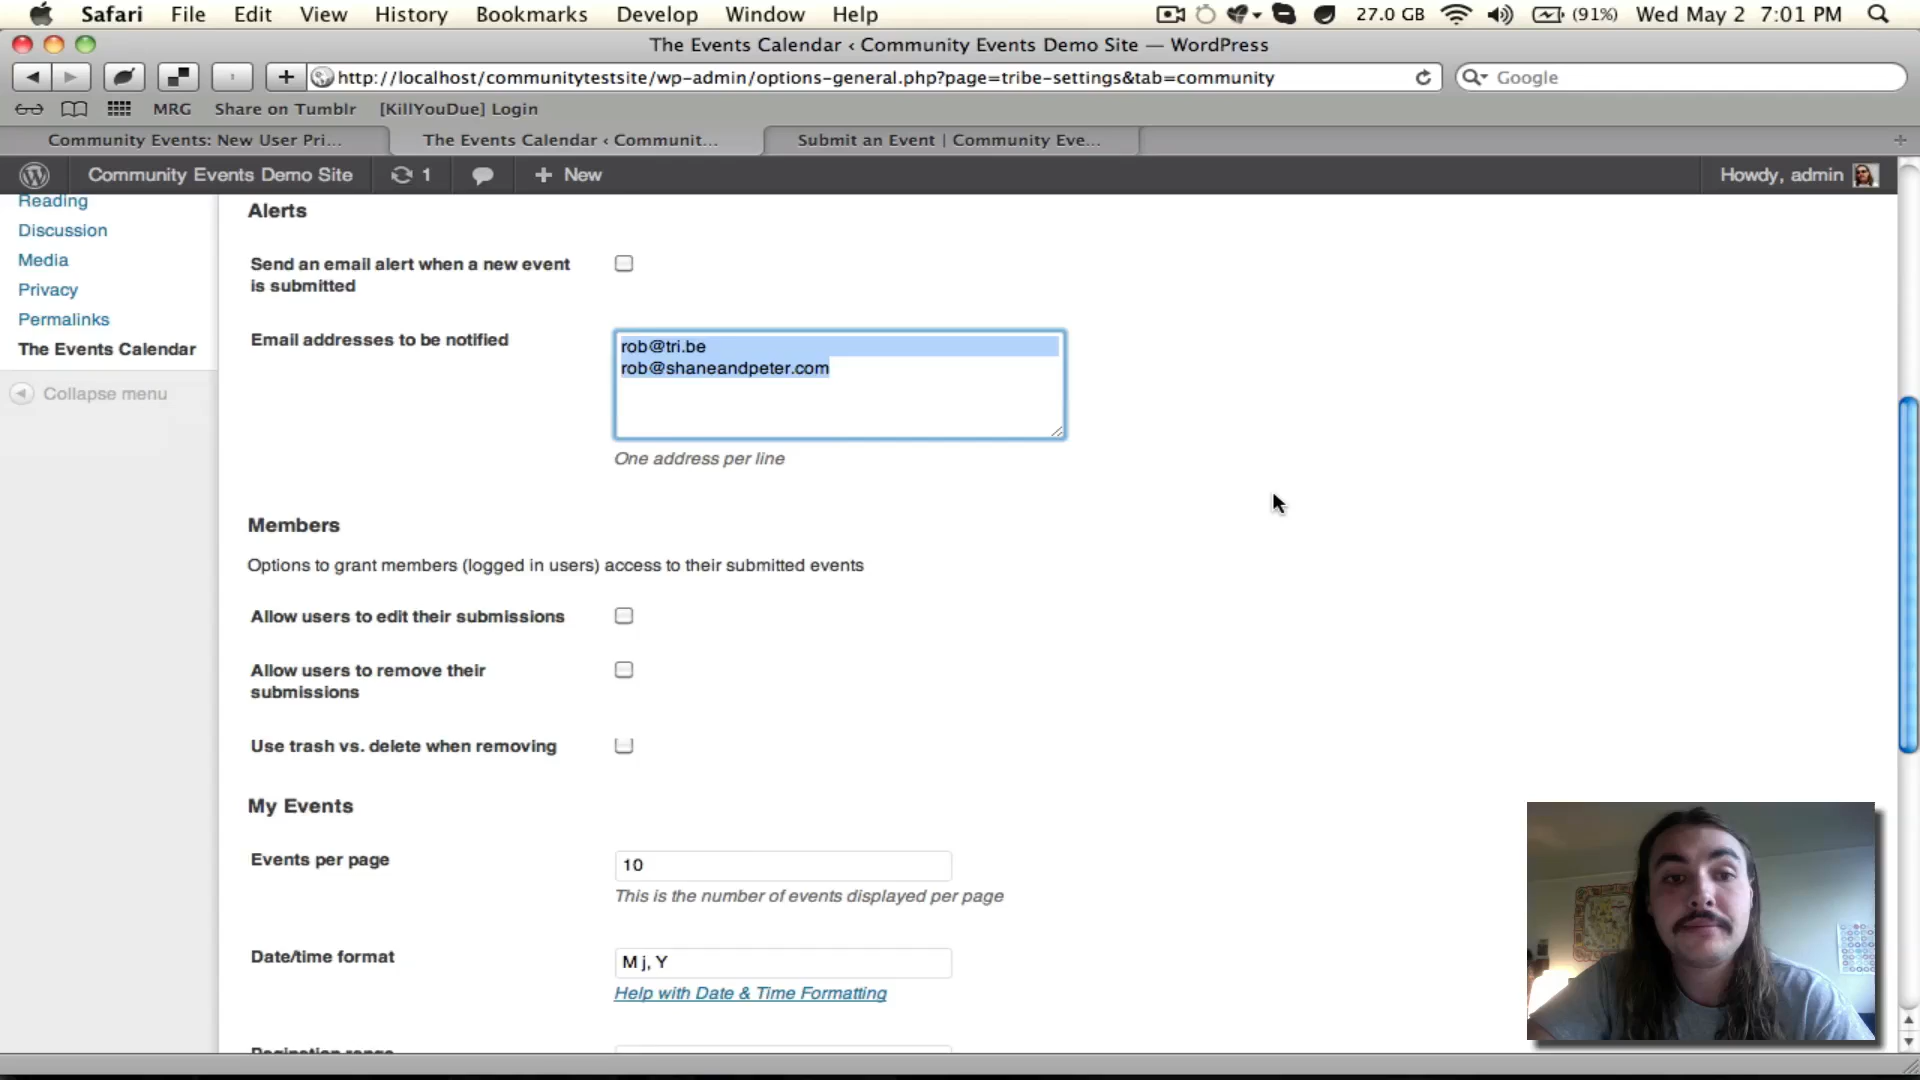 Safari File Edit View History Bookmarks Develop Window Help 27.0 GB (91%) Wed May 2 7:01 PM
The Events Calendar ‹ Community Events Demo Site — WordPress
http://localhost/communitytestsite/wp-admin/options-general.php?page=tribe-settings&tab=community Google
MRG Share on Tumblr [KillYouDue] Login
Community Events: New User Pri... The Events Calendar ‹ Communit... Submit an Event | Community Eve...
Community Events Demo Site 1 + New Howdy, admin
Reading
Discussion
Media
Privacy
Permalinks
The Events Calendar
Collapse menu
Alerts
Send an email alert when a new event
is submitted
Email addresses to be notified
rob@tri.be
rob@shaneandpeter.com
One address per line
Members
Options to grant members (logged in users) access to their submitted events
Allow users to edit their submissions
Allow users to remove their
submissions
Use trash vs. delete when removing
My Events
Events per page
10
This is the number of events displayed per page
Date/time format
M j, Y
Help with Date & Time Formatting
Pagination range